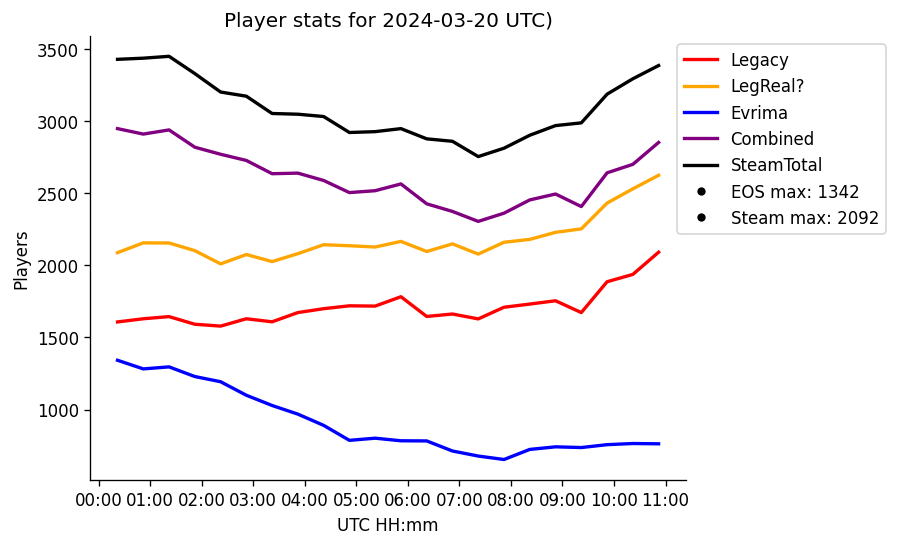 Player stats for 2024-03-20 UTC)
3500
3000
2500
2000
1500
1000
Players
00:00 01:00 02:00 03:00 04:00 05:00 06:00 07:00 08:00 09:00 10:00 11:00
UTC HH:mm
Legacy
LegReal?
Evrima
Combined
SteamTotal
EOS max: 1342
Steam max: 2092